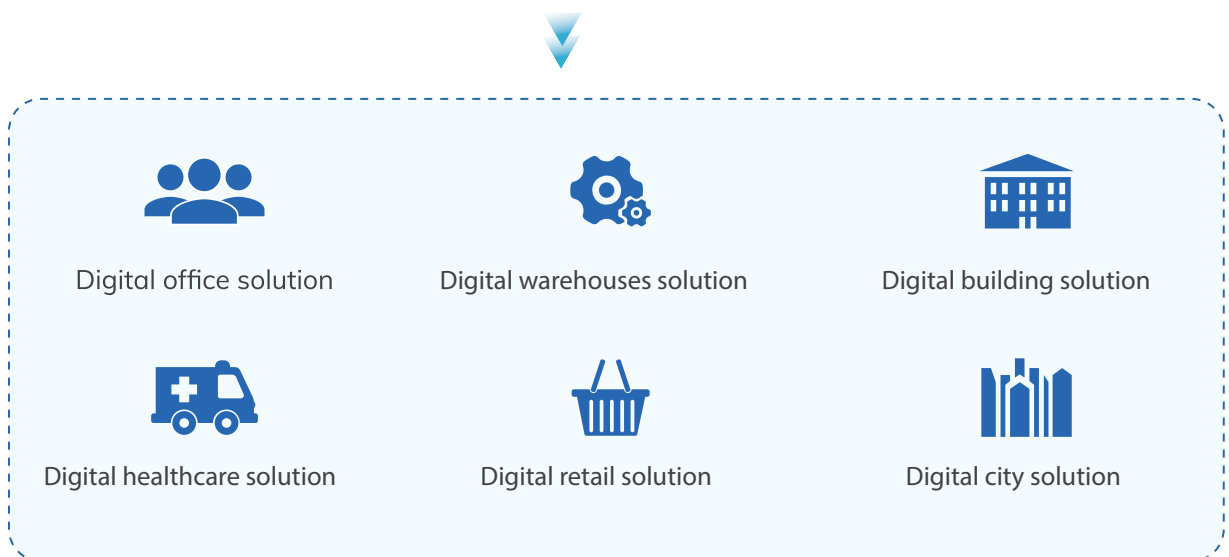 Digital office solution
Digital warehouses solution
Digital building solution
Digital healthcare solution
Digital retail solution
Digital city solution